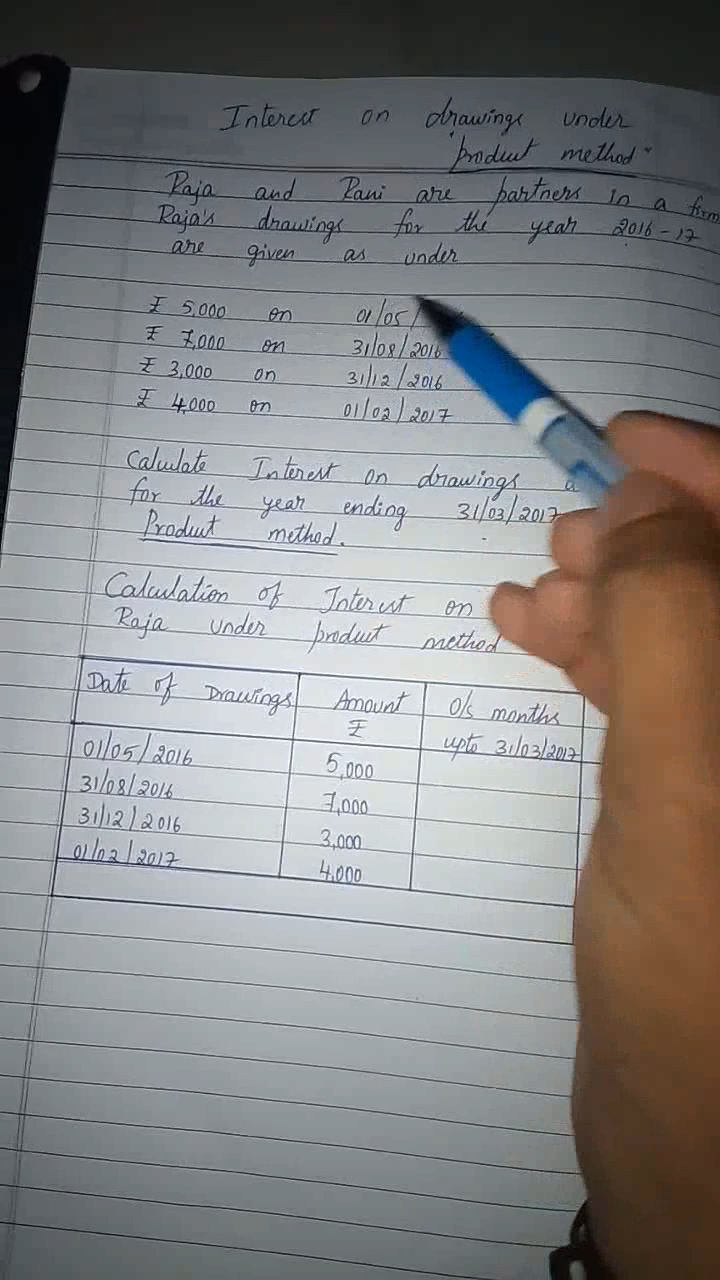 Interest on drawings under
"product method"
Raja and Rani are partners in a firm
Raja's drawings for the year 2016-17
are given as under
₹ 5,000 on 01/05/
₹ 7,000 on 31/08/2016
₹ 3,000 on 31/12/2016
₹ 4,000 on 01/02/2017
Calculate Interest on drawings
for the year ending 31/03/2017
Product method.
Calculation of Interest on
Raja under product method
Date of Drawings Amount ₹ O/s months upto 31/03/2017
01/05/2016 5,000
31/08/2016 7,000
31/12/2016 3,000
01/02/2017 4,000